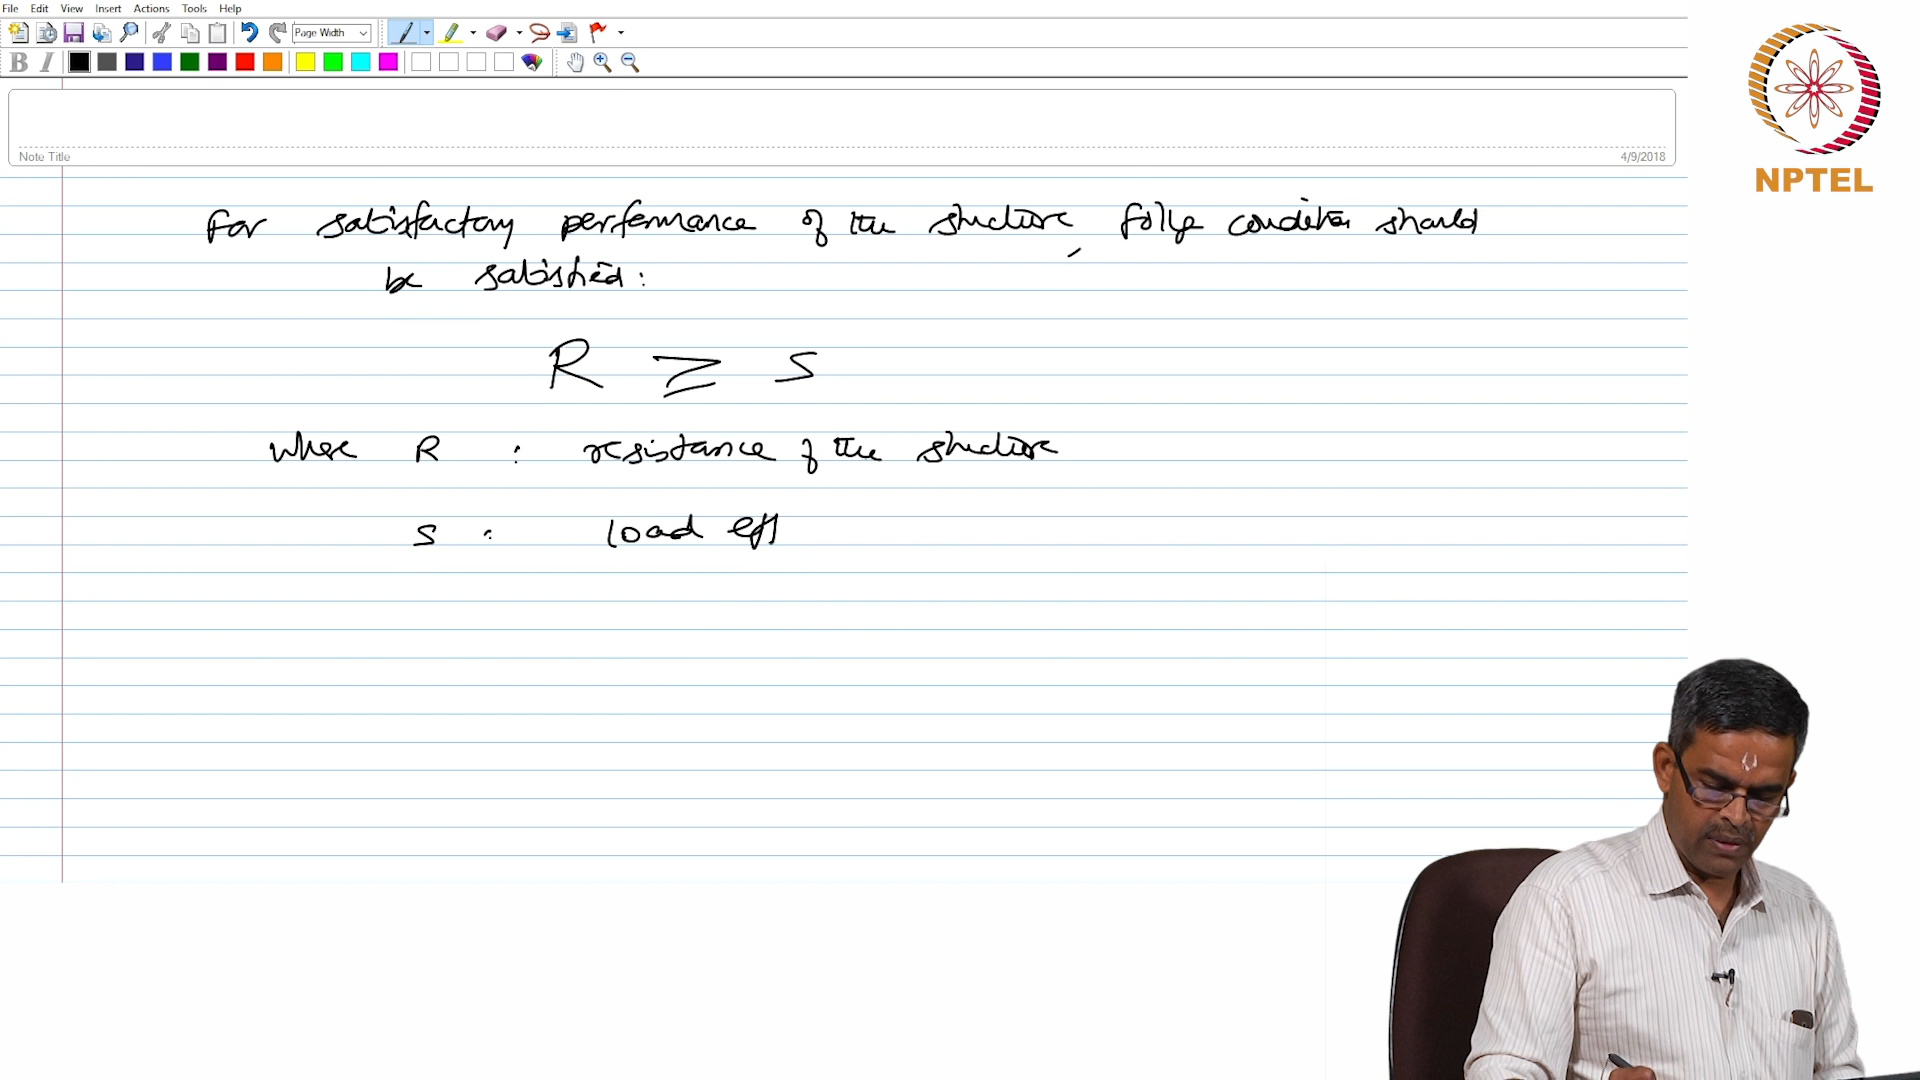 File Edit View Insert Actions Tools Help
Page Width
B I
Note Title
4/9/2018
NPTEL
For satisfactory performance of the structure, follg condition should
be satisfied:
R ≥ S
where R : resistance of the structure
S : load eff